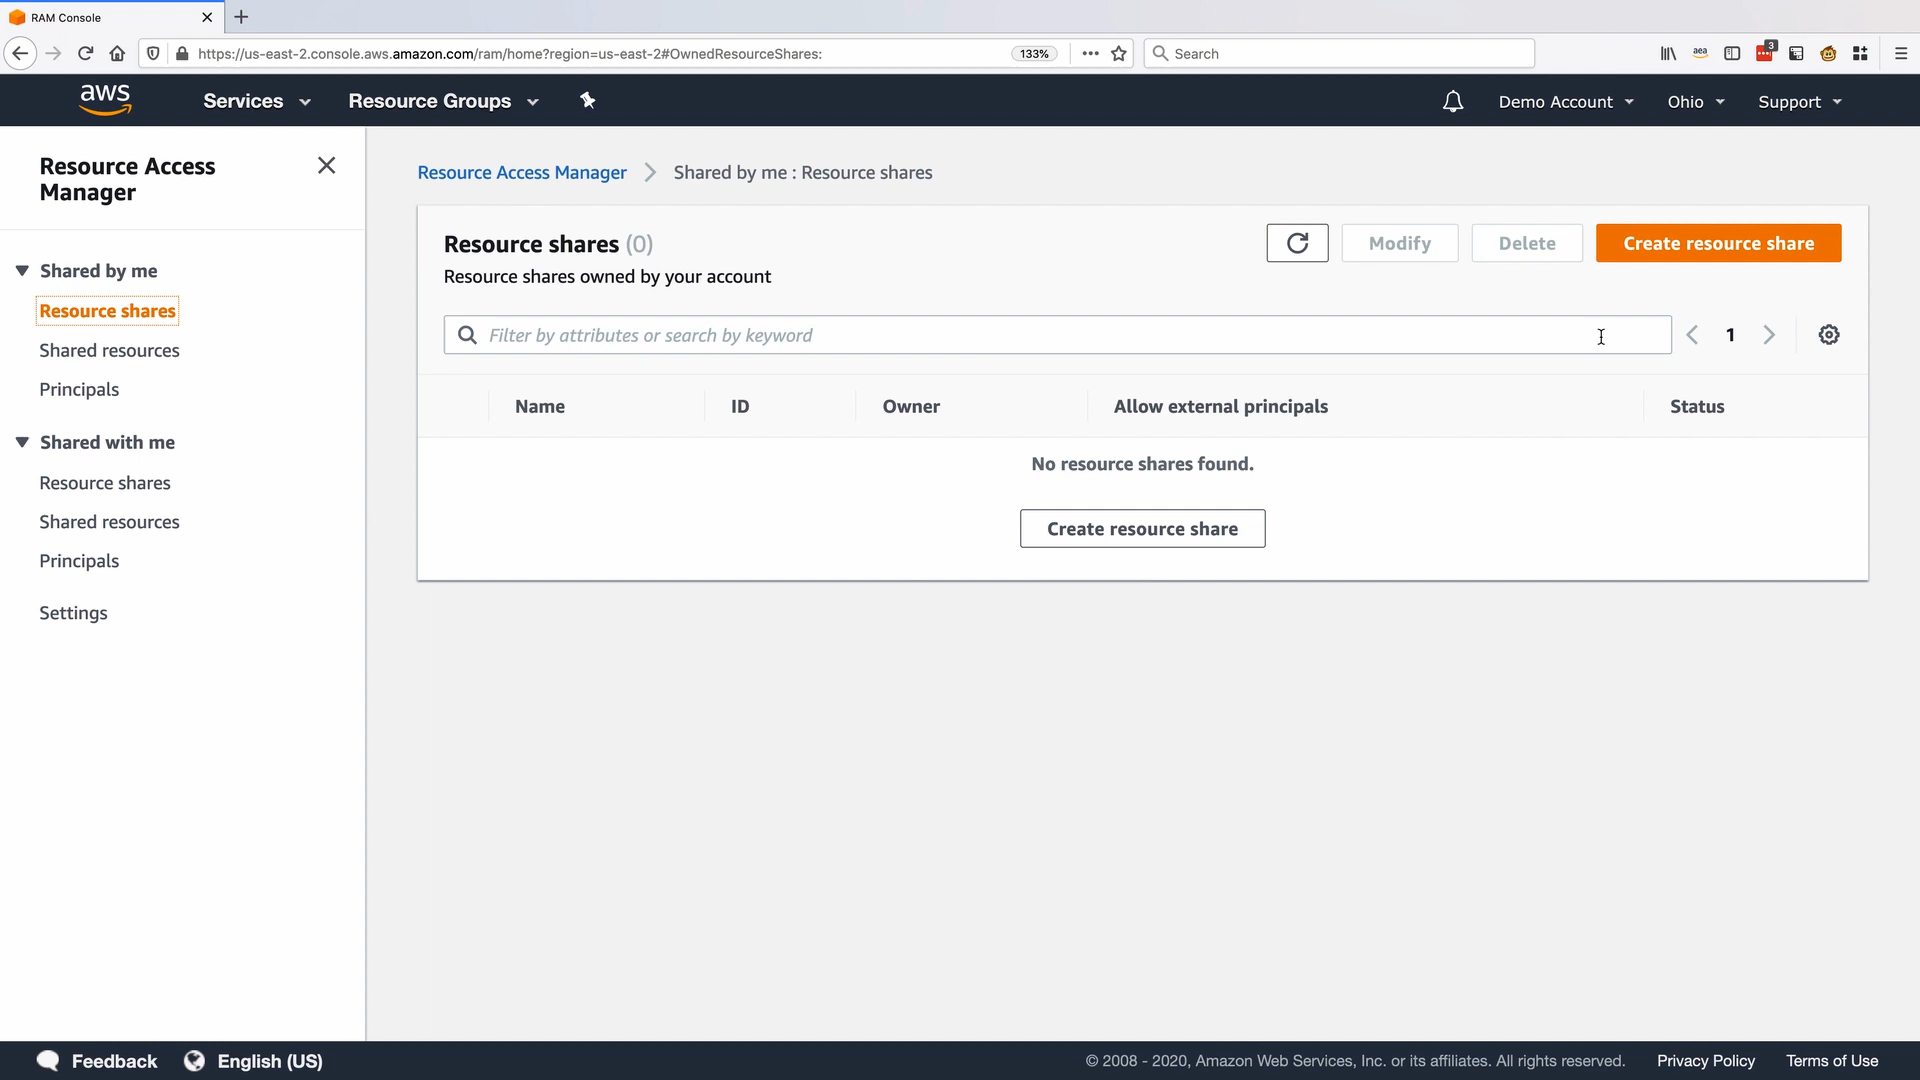 RAM Console
https://us-east-2.console.aws.amazon.com/ram/home?region=us-east-2#OwnedResourceShares:
133%
Search
aea
3
aws
Services
Resource Groups
Demo Account
Ohio
Support
Resource Access
Manager
Shared by me
Resource shares
Shared resources
Principals
Shared with me
Resource shares
Shared resources
Principals
Settings
Resource Access Manager
Shared by me : Resource shares
Resource shares (0)
Resource shares owned by your account
Modify
Delete
Create resource share
Filter by attributes or search by keyword
1
Name
ID
Owner
Allow external principals
Status
No resource shares found.
Create resource share
Feedback
English (US)
© 2008 - 2020, Amazon Web Services, Inc. or its affiliates. All rights reserved.
Privacy Policy
Terms of Use